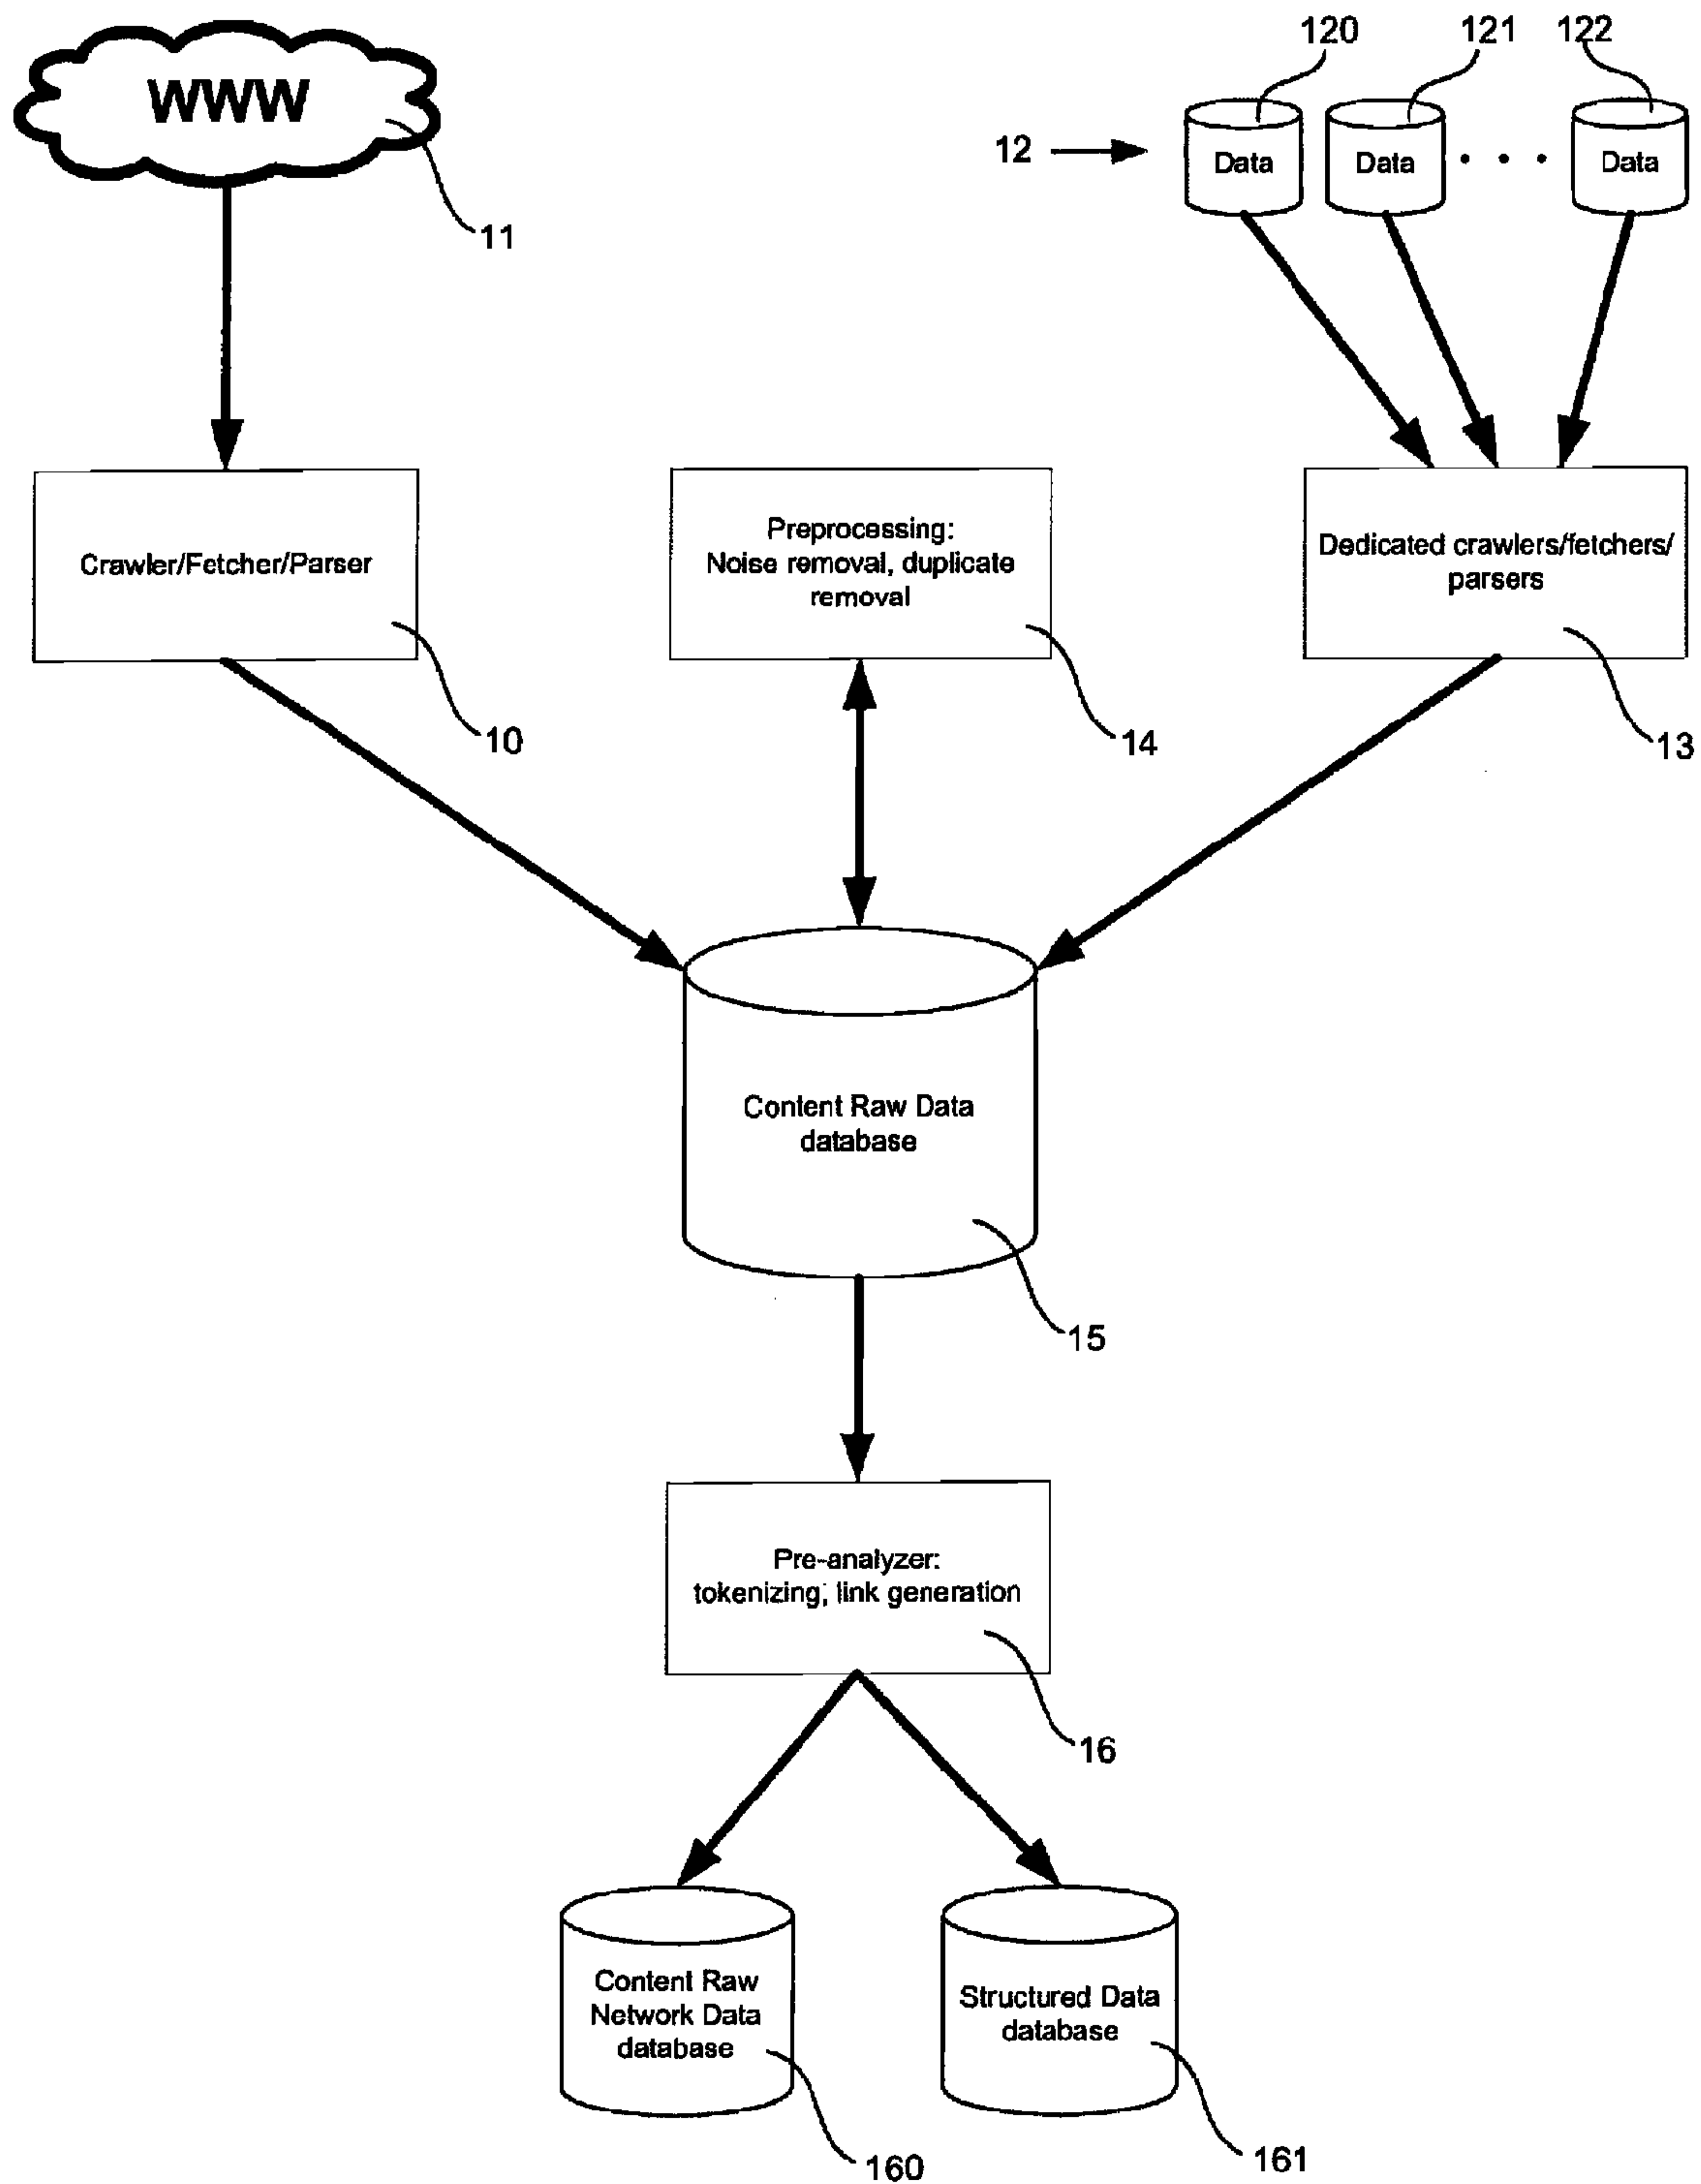 120
121
122
WWW
12
Data
Data
. . .
Data
11
Crawler/Fetcher/Parser
Preprocessing:
Noise removal, duplicate
removal
Dedicated crawlers/fetchers/
parsers
10
14
13
Content Raw Data
database
15
Pre-analyzer:
tokenizing; link generation
16
Content Raw
Network Data
database
Structured Data
database
160
161